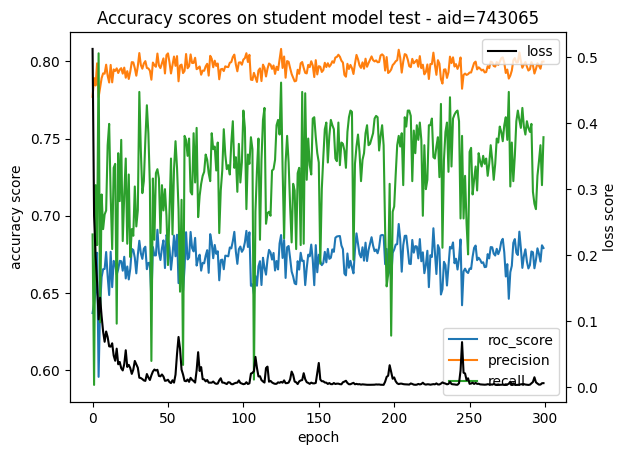 Accuracy scores on student model test - aid=743065
accuracy score
0.80
0.75
0.70
0.65
0.60
loss
0.5
0.4
0.3
0.2
0.1
0.0
loss score
roc_score
precision
recall
0
50
100
150
200
250
300
epoch